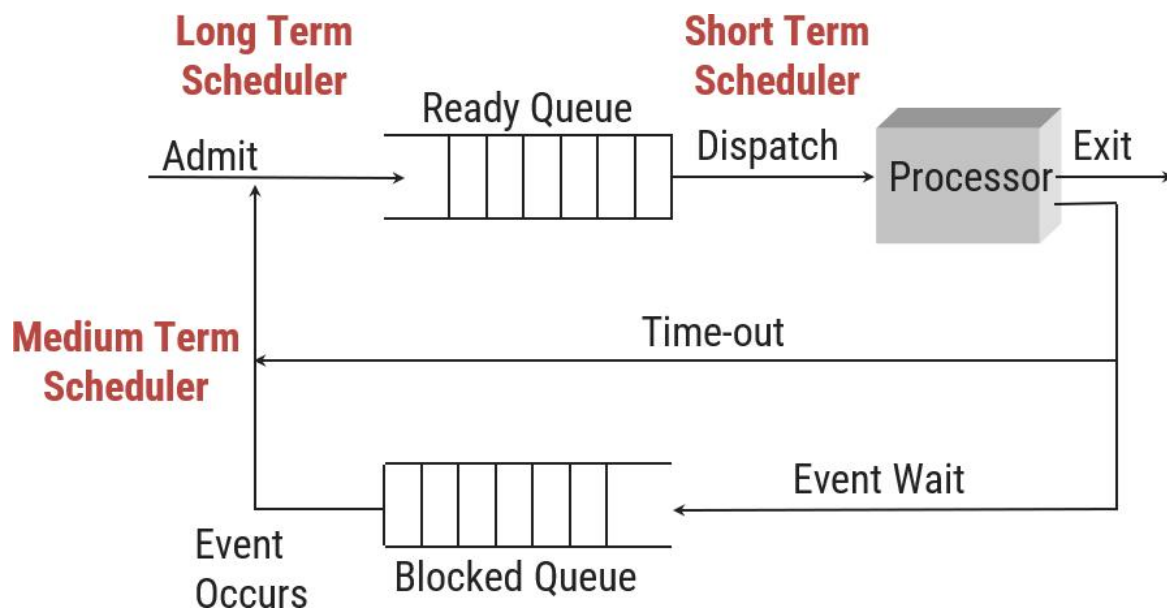 Long Term
Scheduler
Short Term
Scheduler
Ready Queue
Admit
Dispatch
Processor
Exit
Medium Term
Scheduler
Time-out
Event Wait
Event
Occurs
Blocked Queue